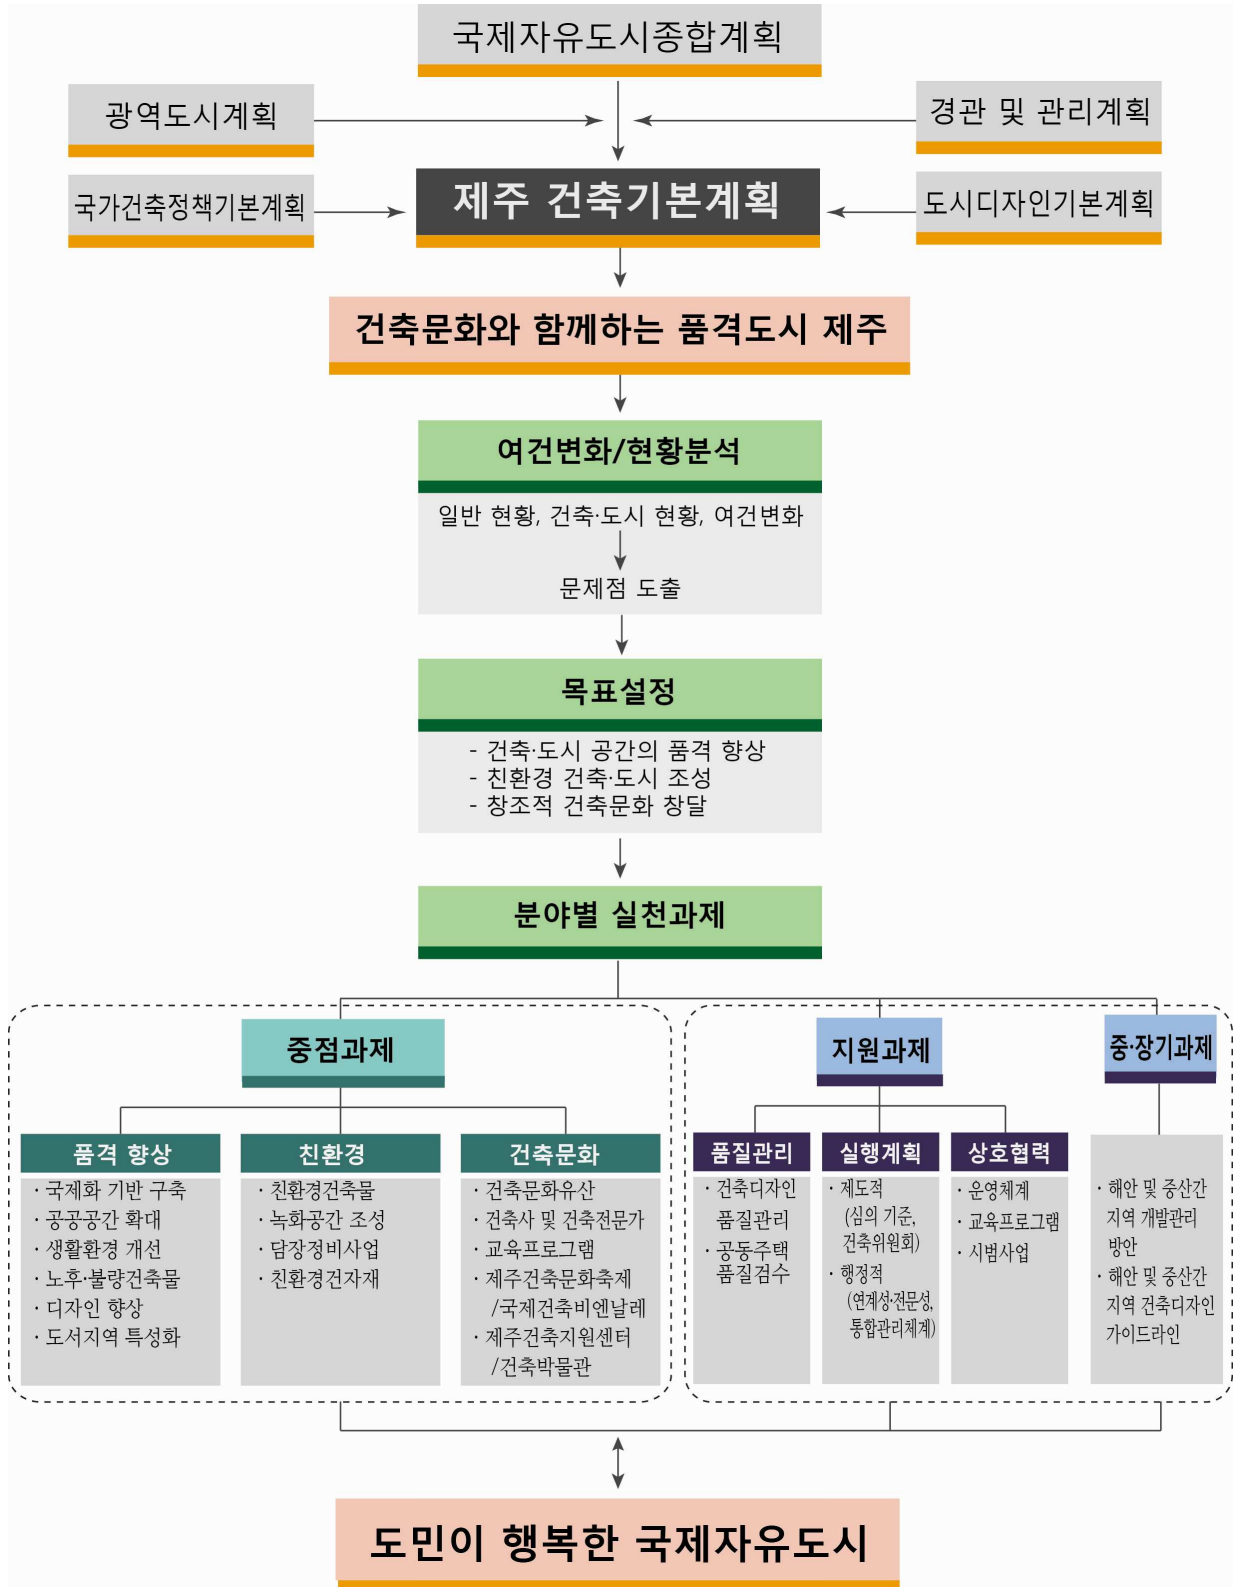 국제자유도시종합계획
광역도시계획
경관 및 관리계획
국가건축정책기본계획
제주 건축기본계획
도시디자인기본계획
건축문화와 함께하는 품격도시 제주
여건변화/현황분석
일반 현황, 건축·도시 현황, 여건변화
문제점 도출
목표설정
- 건축·도시 공간의 품격 향상
- 친환경 건축·도시 조성
- 창조적 건축문화 창달
분야별 실천과제
중점과제
지원과제
중·장기과제
품격 향상
· 국제화 기반 구축
· 공공공간 확대
· 생활환경 개선
· 노후·불량건축물
· 디자인 향상
· 도서지역 특성화
친환경
· 친환경건축물
· 녹화공간 조성
· 담장정비사업
· 친환경건자재
건축문화
· 건축문화유산
· 건축사 및 건축전문가
· 교육프로그램
· 제주건축문화축제
/국제건축비엔날레
· 제주건축지원센터
/건축박물관
품질관리
· 건축디자인
품질관리
· 공동주택
품질검수
실행계획
· 제도적
(심의 기준,
건축위원회)
· 행정적
(연계성·전문성,
통합관리체계)
상호협력
· 운영체계
· 교육프로그램
· 시범사업
· 해안 및 중산간
지역 개발관리
방안
· 해안 및 중산간
지역 건축디자인
가이드라인
도민이 행복한 국제자유도시